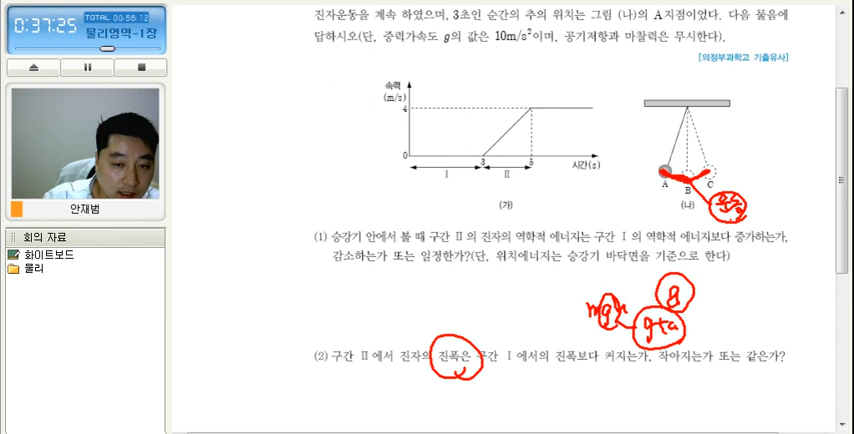 0:37:25
TOTAL 00:56:12
물리영역-1장
안재범
회의 자료
화이트보드
물리
진자운동을 계속 하였으며, 3초인 순간의 추의 위치는 그림 (나)의 A지점이었다. 다음 물음에
답하시오(단, 중력가속도 g의 값은 10m/s²이며, 공기저항과 마찰력은 무시한다).
[의정부과학고 기출유사]
속력
(m/s)
4
0
3
5
시간(s)
Ⅰ
Ⅱ
(가)
A
B
C
(나)
운동
(1) 승강기 안에서 볼 때 구간 Ⅱ의 진자의 역학적 에너지는 구간 Ⅰ의 역학적 에너지보다 증가하는가,
감소하는가 또는 일정한가?(단, 위치에너지는 승강기 바닥면을 기준으로 한다)
8
mgh
g+a
(2) 구간 Ⅱ에서 진자의 진폭은 구간 Ⅰ에서의 진폭보다 커지는가, 작아지는가 또는 같은가?